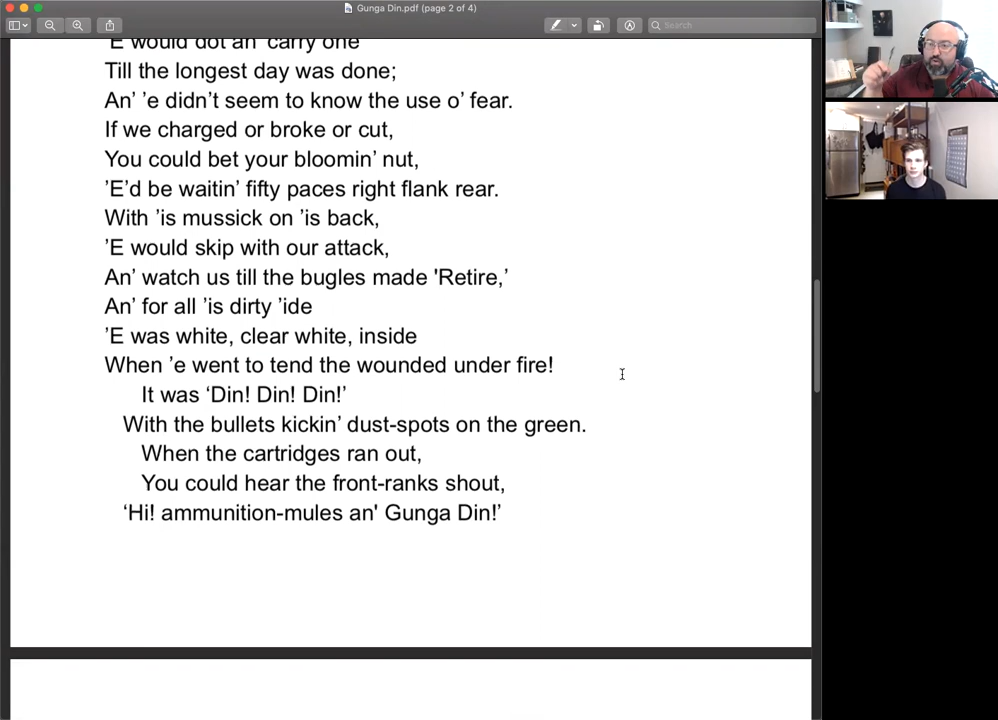 Gunga Din.pdf (page 2 of 4)
Search
'E would dot an' carry one
Till the longest day was done;
An’ ’e didn’t seem to know the use o’ fear.
If we charged or broke or cut,
You could bet your bloomin’ nut,
’E’d be waitin’ fifty paces right flank rear.
With ’is mussick on ’is back,
’E would skip with our attack,
An’ watch us till the bugles made 'Retire,’
An’ for all ’is dirty ’ide
’E was white, clear white, inside
When ’e went to tend the wounded under fire!
It was ‘Din! Din! Din!’
With the bullets kickin’ dust-spots on the green.
When the cartridges ran out,
You could hear the front-ranks shout,
‘Hi! ammunition-mules an' Gunga Din!’